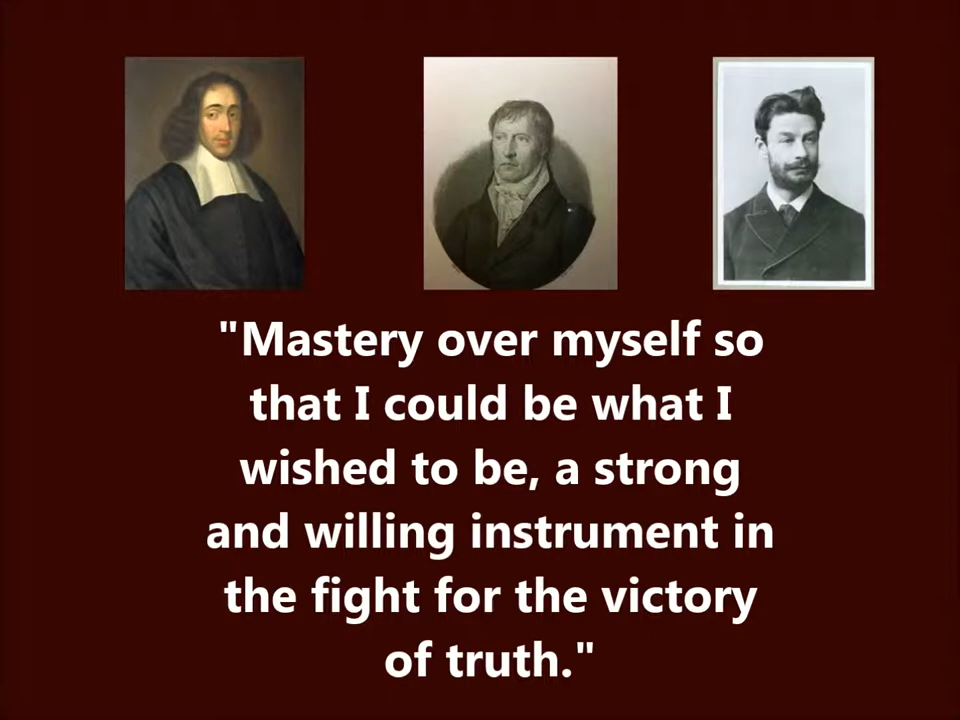 "Mastery over myself so
that I could be what I
wished to be, a strong
and willing instrument in
the fight for the victory
of truth."